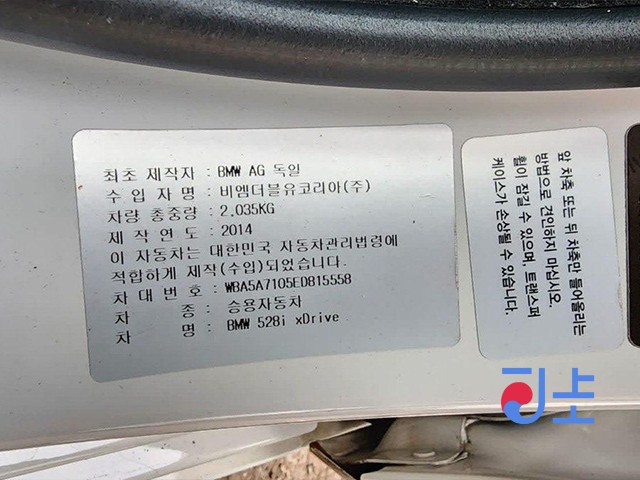 최초 제작자 : BMW AG 독일
수 입 자 명 : 비엠더블유코리아(주)
차량 총중량 : 2.035KG
제 작 연 도 : 2014
이 자동차는 대한민국 자동차관리법령에
적합하게 제작(수입)되었습니다.
차 대 번 호 : WBA5A7105ED815558
차 종 : 승용자동차
차 명 : BMW 528i xDrive
앞 차축 또는 뒤 차축만 들어올리는
방법으로 견인하지 마십시오.
휠이 잠길 수 있으며, 트랜스퍼
케이스가 손상될 수 있습니다.